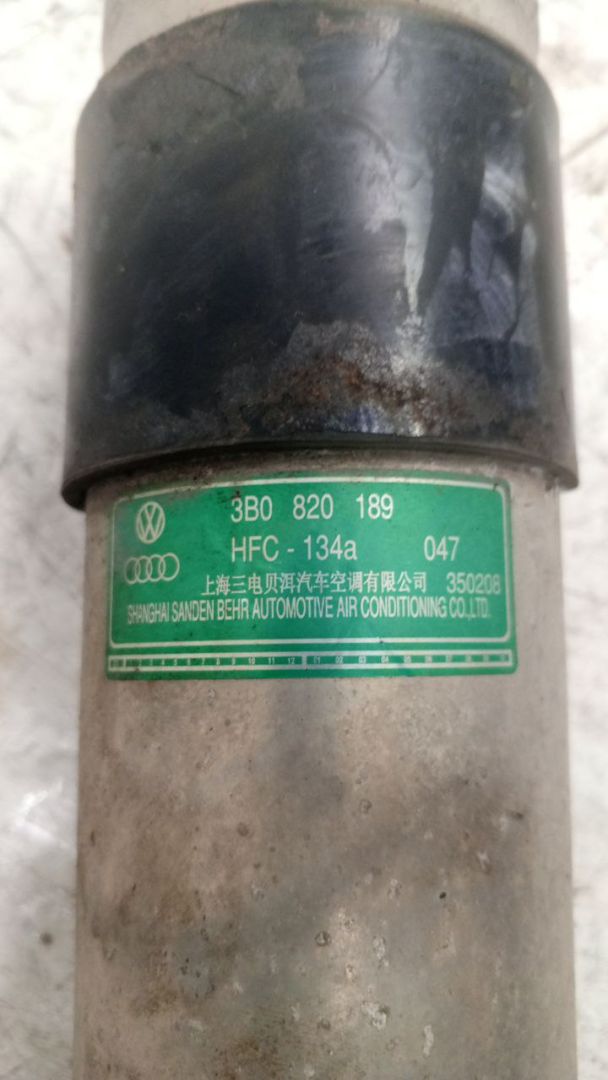 3B0 820 189
HFC - 134a 047
上海三电贝洱汽车空调有限公司 350208
SHANGHAI SANDEN BEHR AUTOMOTIVE AIR CONDITIONING CO.,LTD.